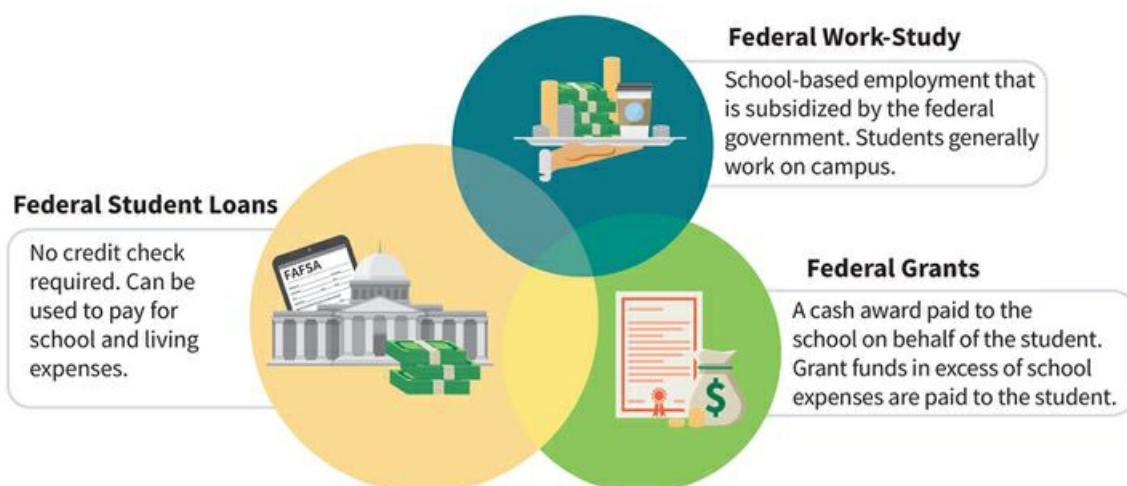 Federal Work-Study
School-based employment that
is subsidized by the federal
government. Students generally
work on campus.
Federal Student Loans
No credit check
required. Can be
used to pay for
school and living
expenses.
FAFSA
Federal Grants
A cash award paid to the
school on behalf of the student.
Grant funds in excess of school
expenses are paid to the student.
$